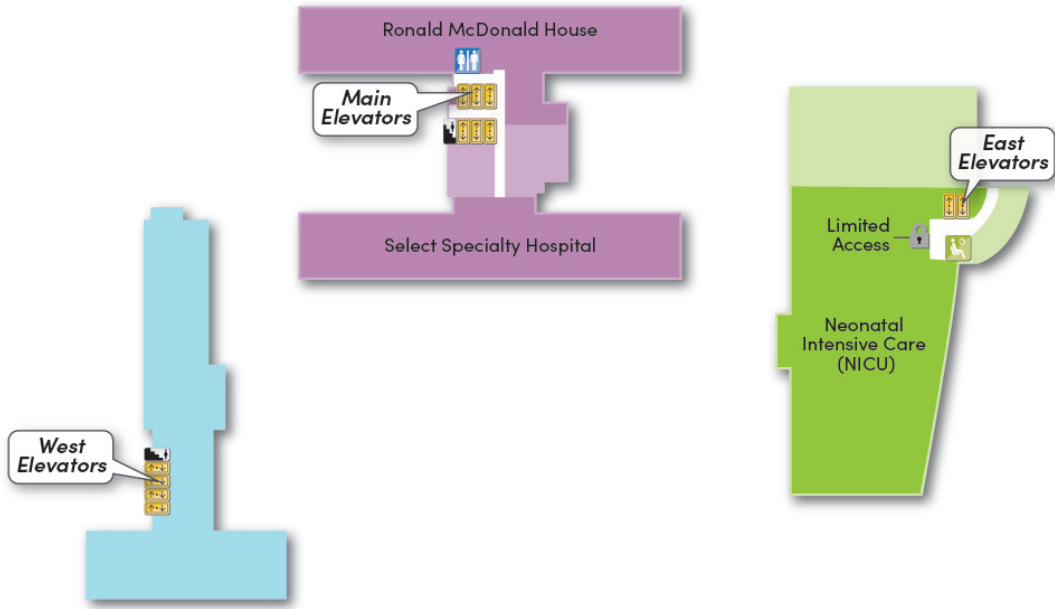 Ronald McDonald House
Main
Elevators
East
Elevators
Limited
Access
Select Specialty Hospital
Neonatal
Intensive Care
(NICU)
West
Elevators